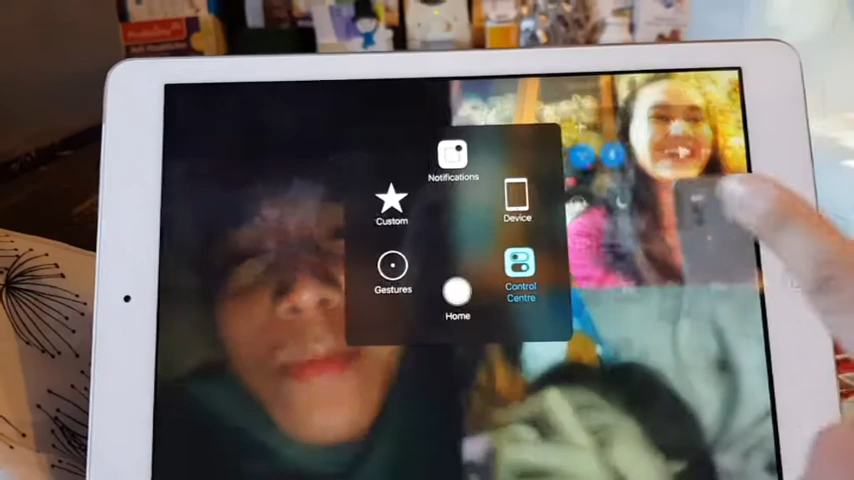 Notifications
Custom
Device
Gestures
Control
Centre
Home